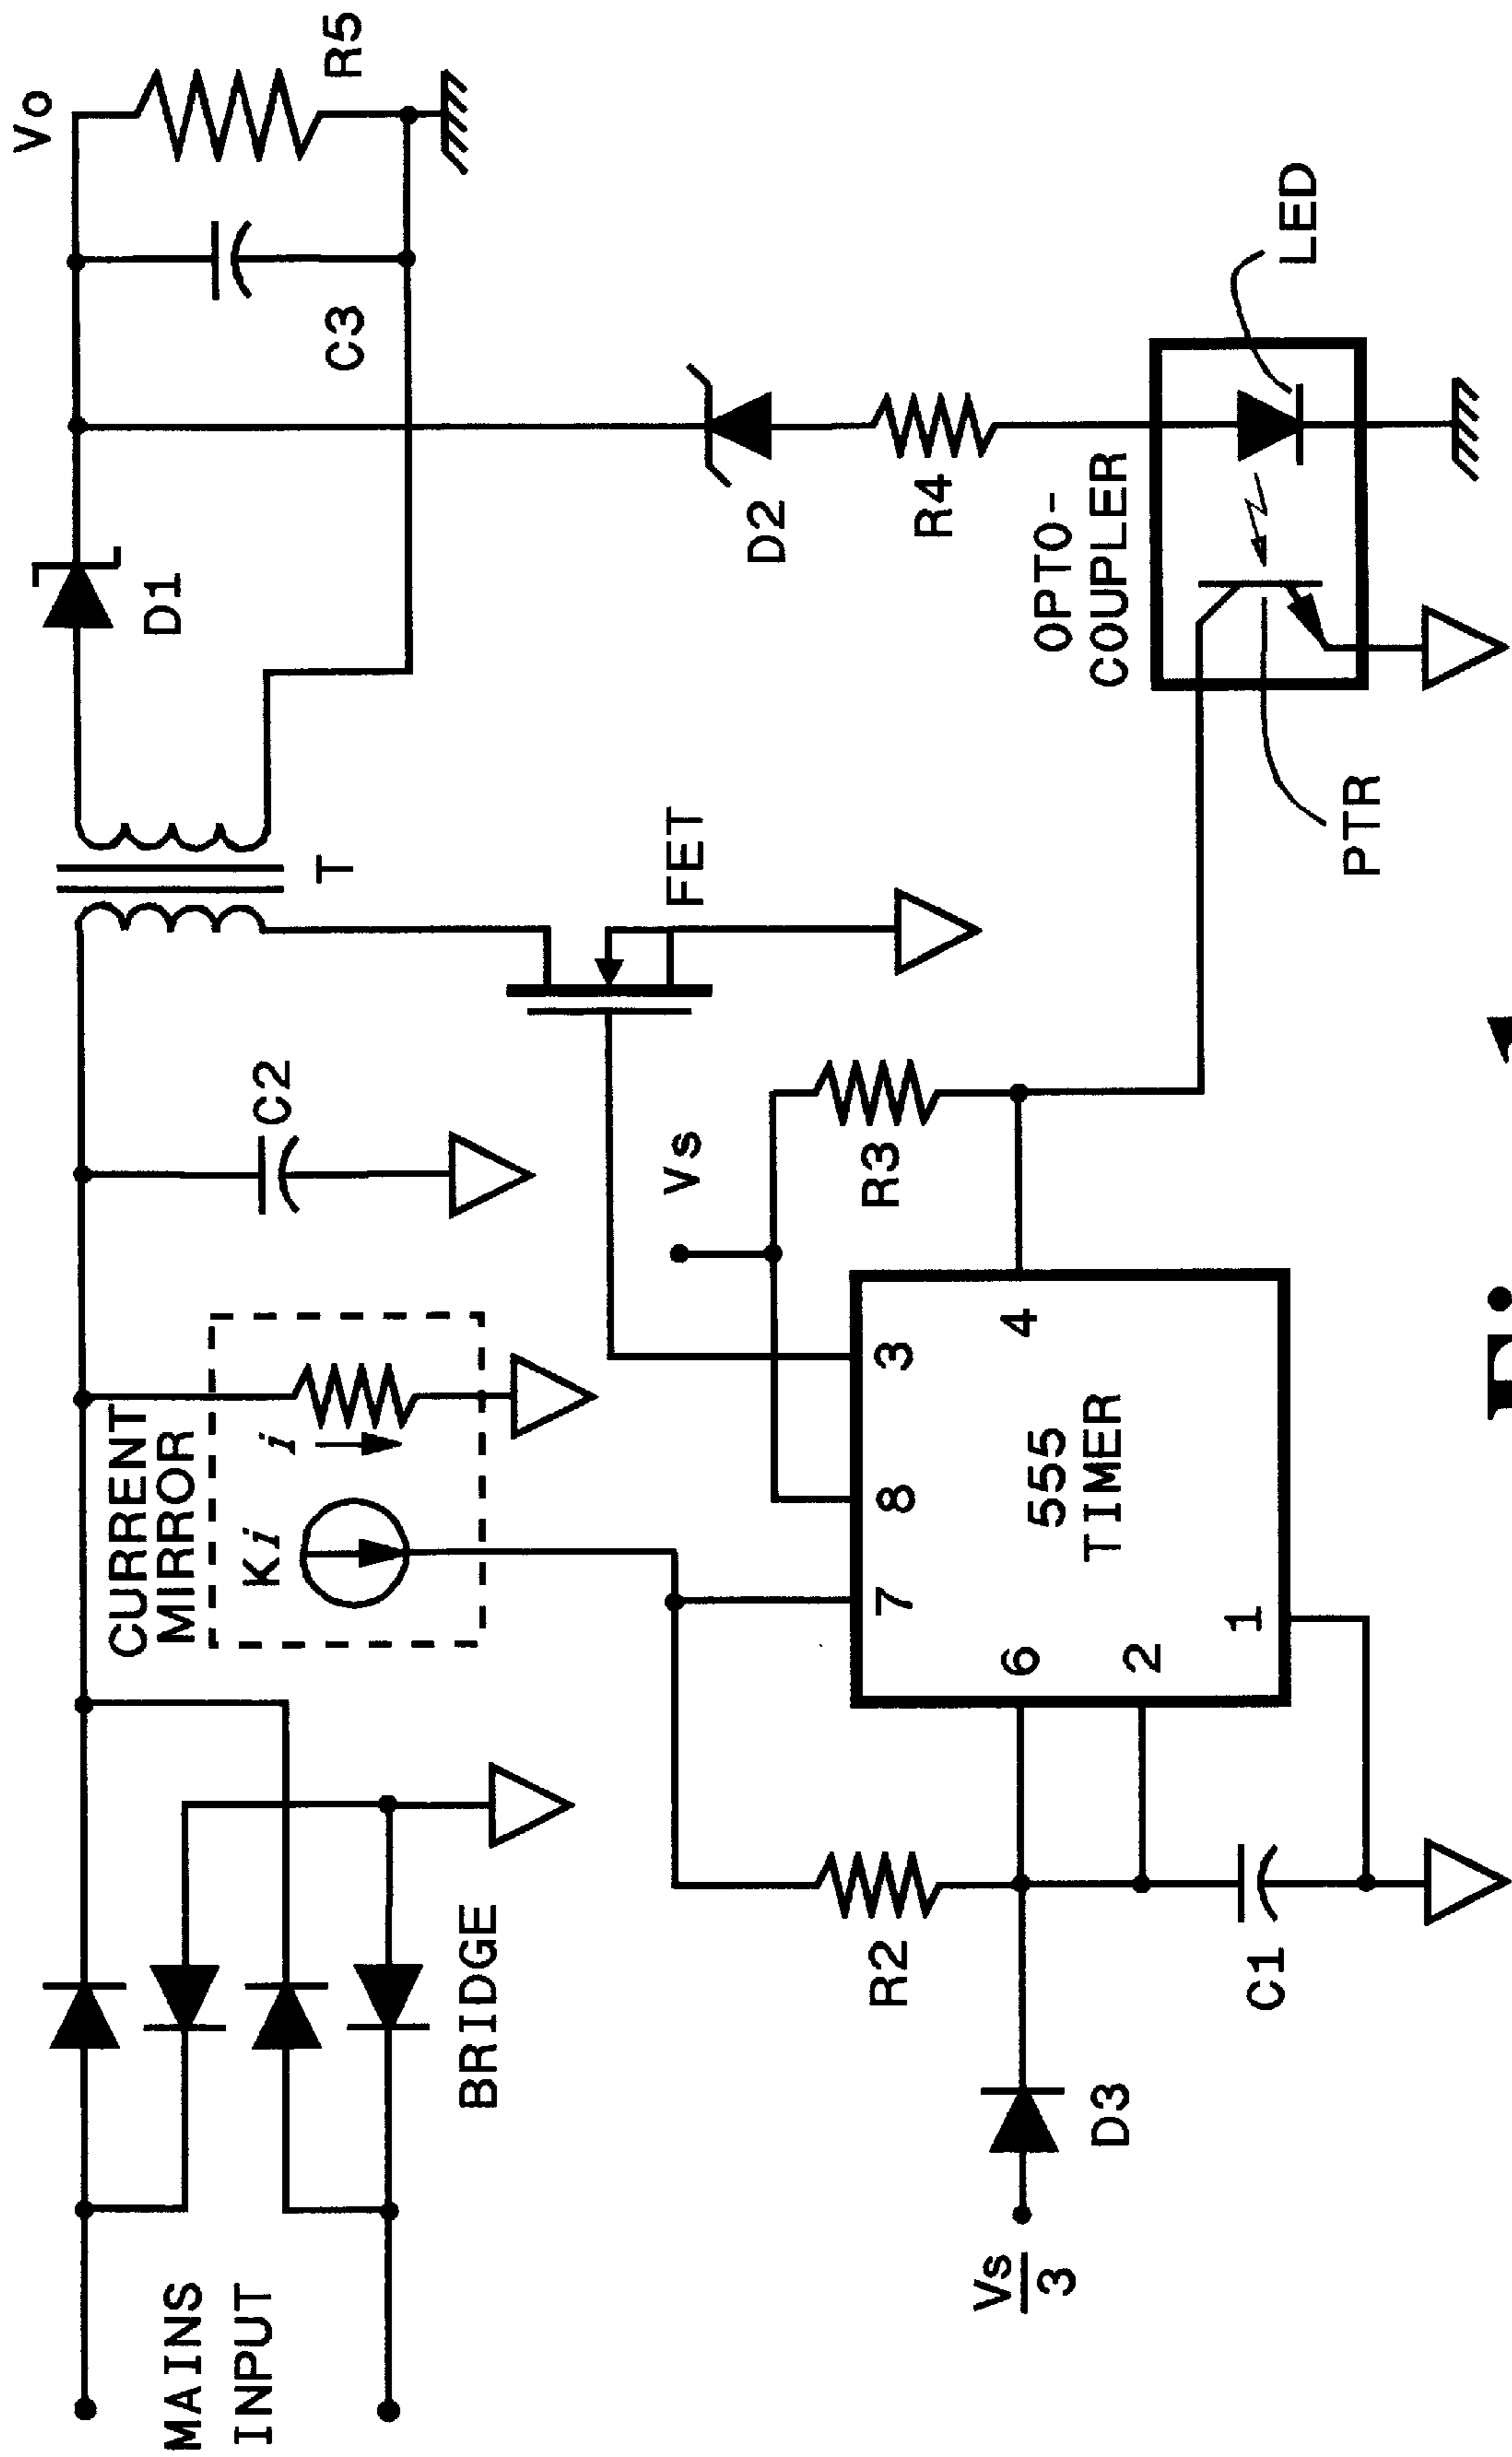 Vo
R5
C3
D1
T
C2
CURRENT
MIRROR
Ki
i
BRIDGE
MAINS
INPUT
FET
D2
R4
OPTO-
COUPLER
LED
PTR
Vs
R3
3
8
7
4
6
2
1
555
TIMER
R2
C1
D3
Vs
3